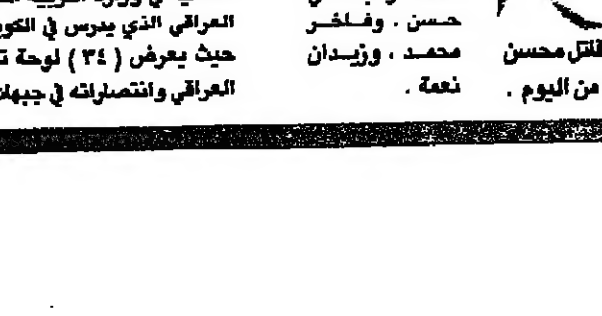 قاتل محسن
من اليوم .
حسن . وفاخر
محمد ، وزيدان
نعمة .
العراقي الذي يدرس في الكو
حيث يعرض ( ٣٤ ) لوحة
العراقي وانتصاراته في جبها